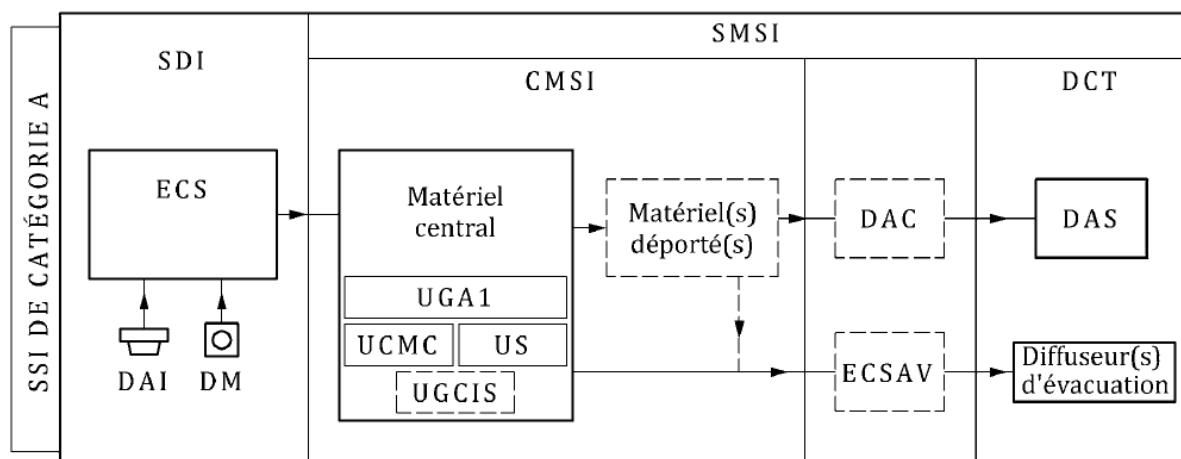 SSI DE CATÉGORIE A
SDI
SMSI
CMSI
DCT
ECS
DAI
DM
Matériel
central
UGA1
UCMC
US
UGCIS
Matériel(s)
déporté(s)
DAC
DAS
ECSAV
Diffuseur(s)
d'évacuation